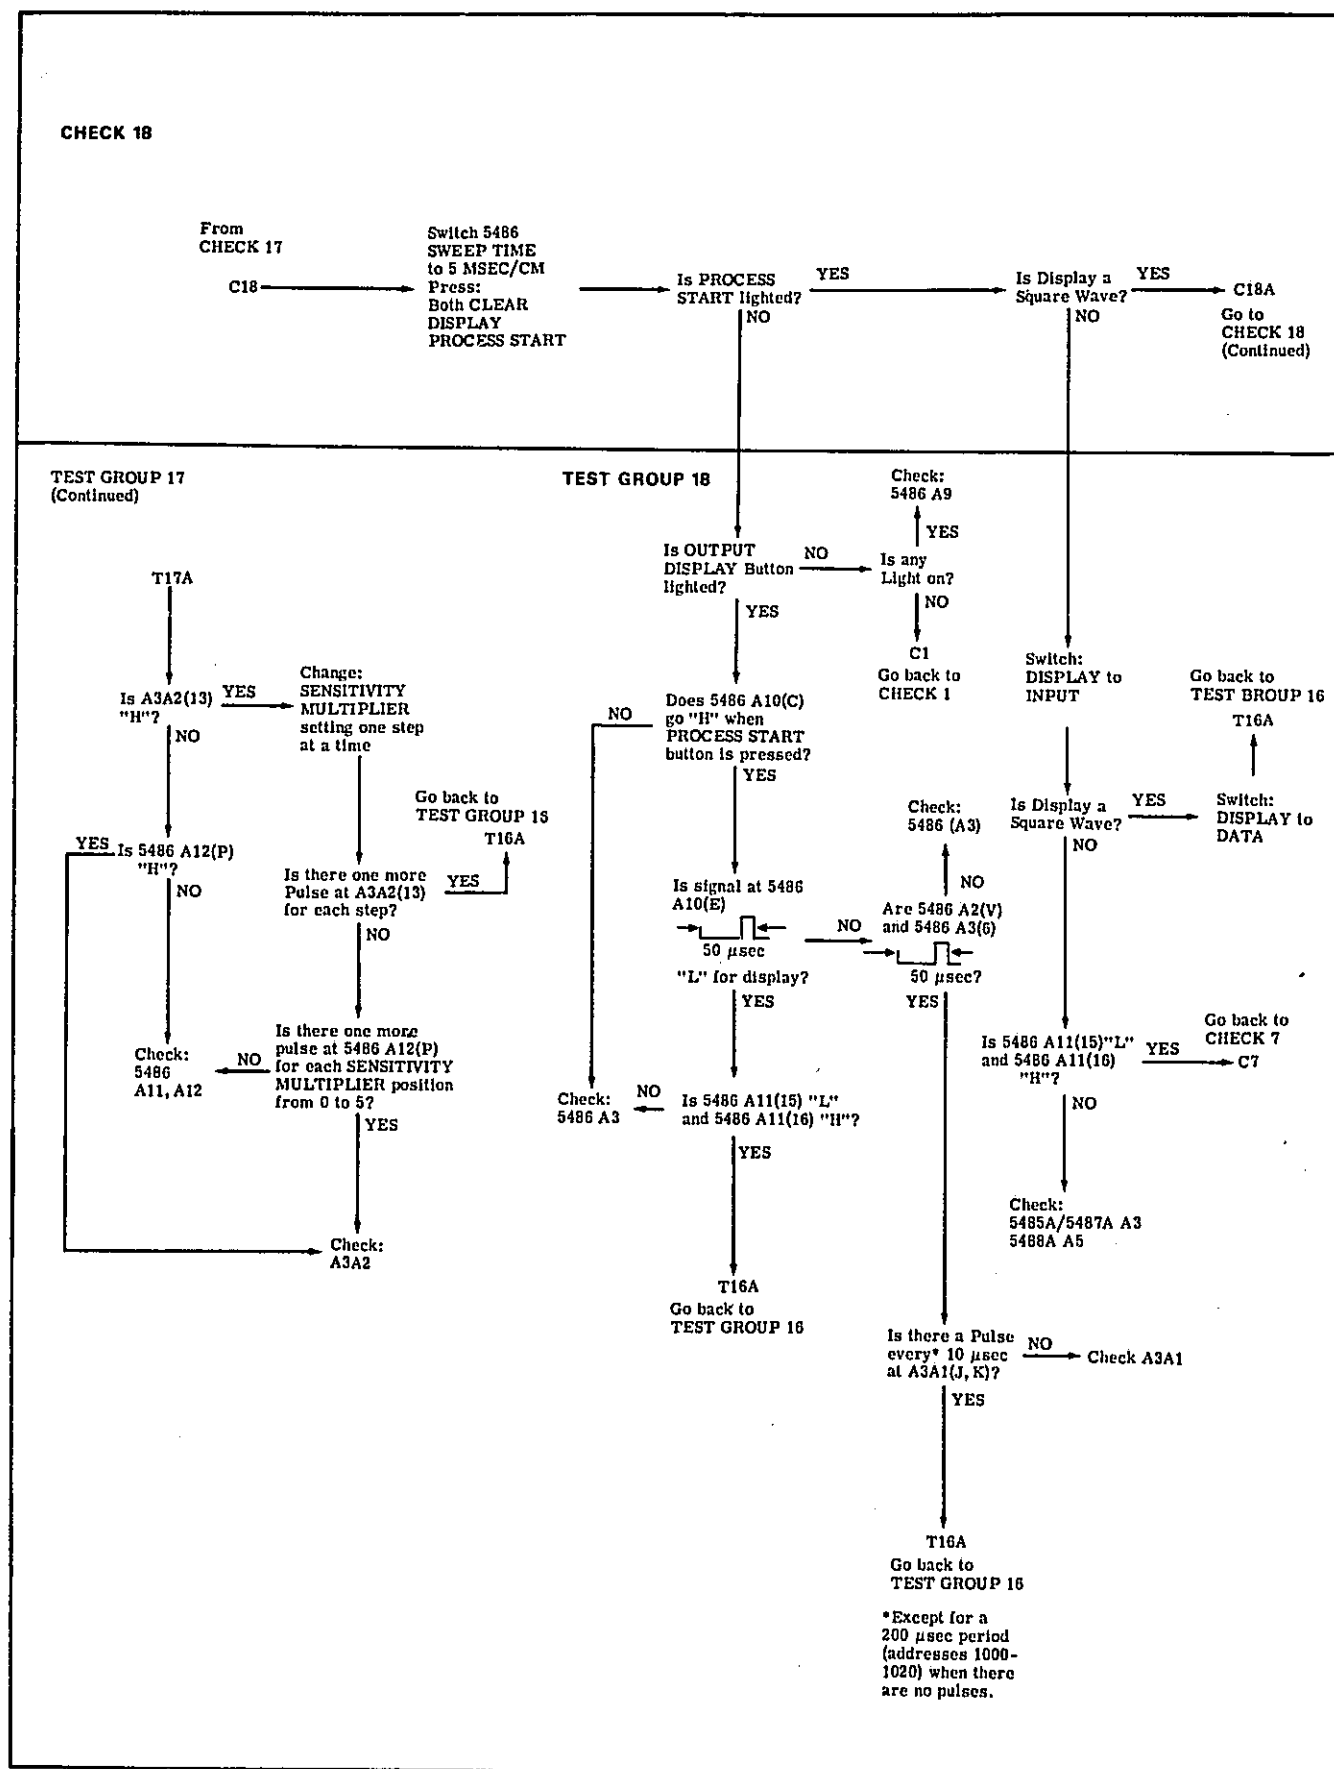 CHECK 18
From
CHECK 17
C18
Switch 5486
SWEEP TIME
to 5 MSEC/CM
Press:
Both CLEAR
DISPLAY
PROCESS START
Is PROCESS
START lighted?
YES
NO
Is Display a
Square Wave?
YES
NO
C18A
Go to
CHECK 18
(Continued)
TEST GROUP 17
(Continued)
T17A
Is A3A2(13)
"H"?
YES
NO
Change:
SENSITIVITY
MULTIPLIER
setting one step
at a time
YES
Is 5486 A12(P)
"H"?
NO
Go back to
TEST GROUP 15
T16A
Is there one more
Pulse at A3A2(13)
for each step?
YES
NO
Is there one more
pulse at 5486 A12(P)
for each SENSITIVITY
MULTIPLIER position
from 0 to 5?
NO
YES
Check:
5486
A11, A12
Check:
A3A2
TEST GROUP 18
Is OUTPUT
DISPLAY Button
lighted?
NO
YES
Check:
5486 A9
YES
Is any
Light on?
NO
C1
Go back to
CHECK 1
Does 5486 A10(C)
go "H" when
PROCESS START
button is pressed?
NO
YES
Is signal at 5486
A10(E)
50 μsec
"L" for display?
NO
YES
Check:
5486 (A3)
NO
Are 5486 A2(V)
and 5486 A3(6)
50 μsec?
YES
Is 5486 A11(15) "L"
and 5486 A11(16) "H"?
NO
YES
Check:
5486 A3
T16A
Go back to
TEST GROUP 16
Is there a Pulse
every* 10 μsec
at A3A1(J, K)?
NO
Check A3A1
YES
T16A
Go back to
TEST GROUP 16
*Except for a
200 μsec period
(addresses 1000-
1020) when there
are no pulses.
Switch:
DISPLAY to
INPUT
Go back to
TEST BROUP 16
T16A
Is Display a
Square Wave?
YES
NO
Switch:
DISPLAY to
DATA
Is 5486 A11(15)"L"
and 5486 A11(16)
"H"?
YES
NO
Go back to
CHECK 7
C7
Check:
5485A/5487A A3
5488A A5